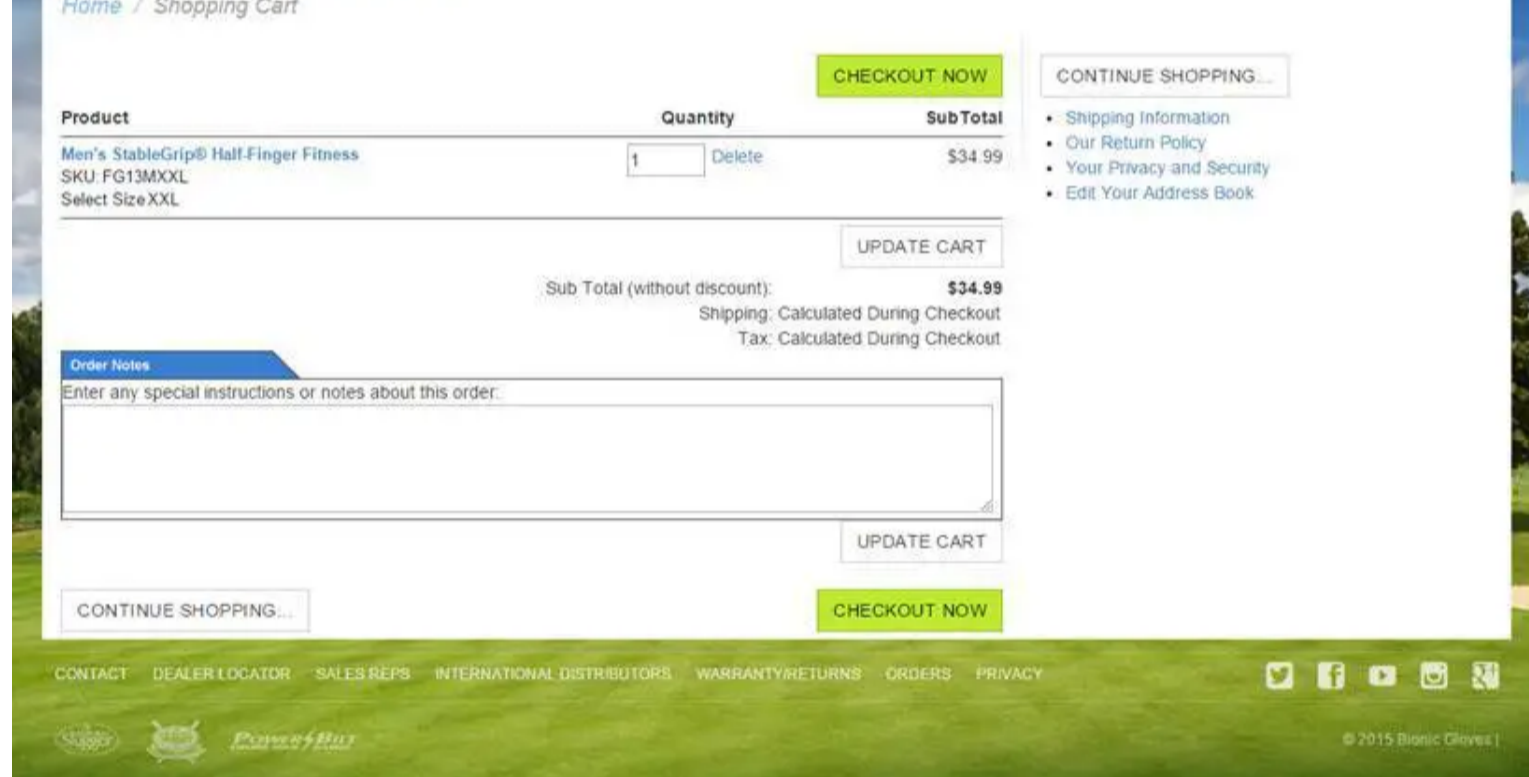 Home / Shopping Cart
CHECKOUT NOW
CONTINUE SHOPPING...
Product Quantity SubTotal
Men's StableGrip® Half-Finger Fitness 1 Delete $34.99
SKU: FG13MXXL
Select Size XXL
• Shipping Information
• Our Return Policy
• Your Privacy and Security
• Edit Your Address Book
UPDATE CART
Sub Total (without discount): $34.99
Shipping: Calculated During Checkout
Tax: Calculated During Checkout
Order Notes
Enter any special instructions or notes about this order:
UPDATE CART
CONTINUE SHOPPING...
CHECKOUT NOW
CONTACT DEALER LOCATOR SALES REPS INTERNATIONAL DISTRIBUTORS WARRANTY/RETURNS ORDERS PRIVACY
POWERBILT
© 2015 Bionic Gloves |